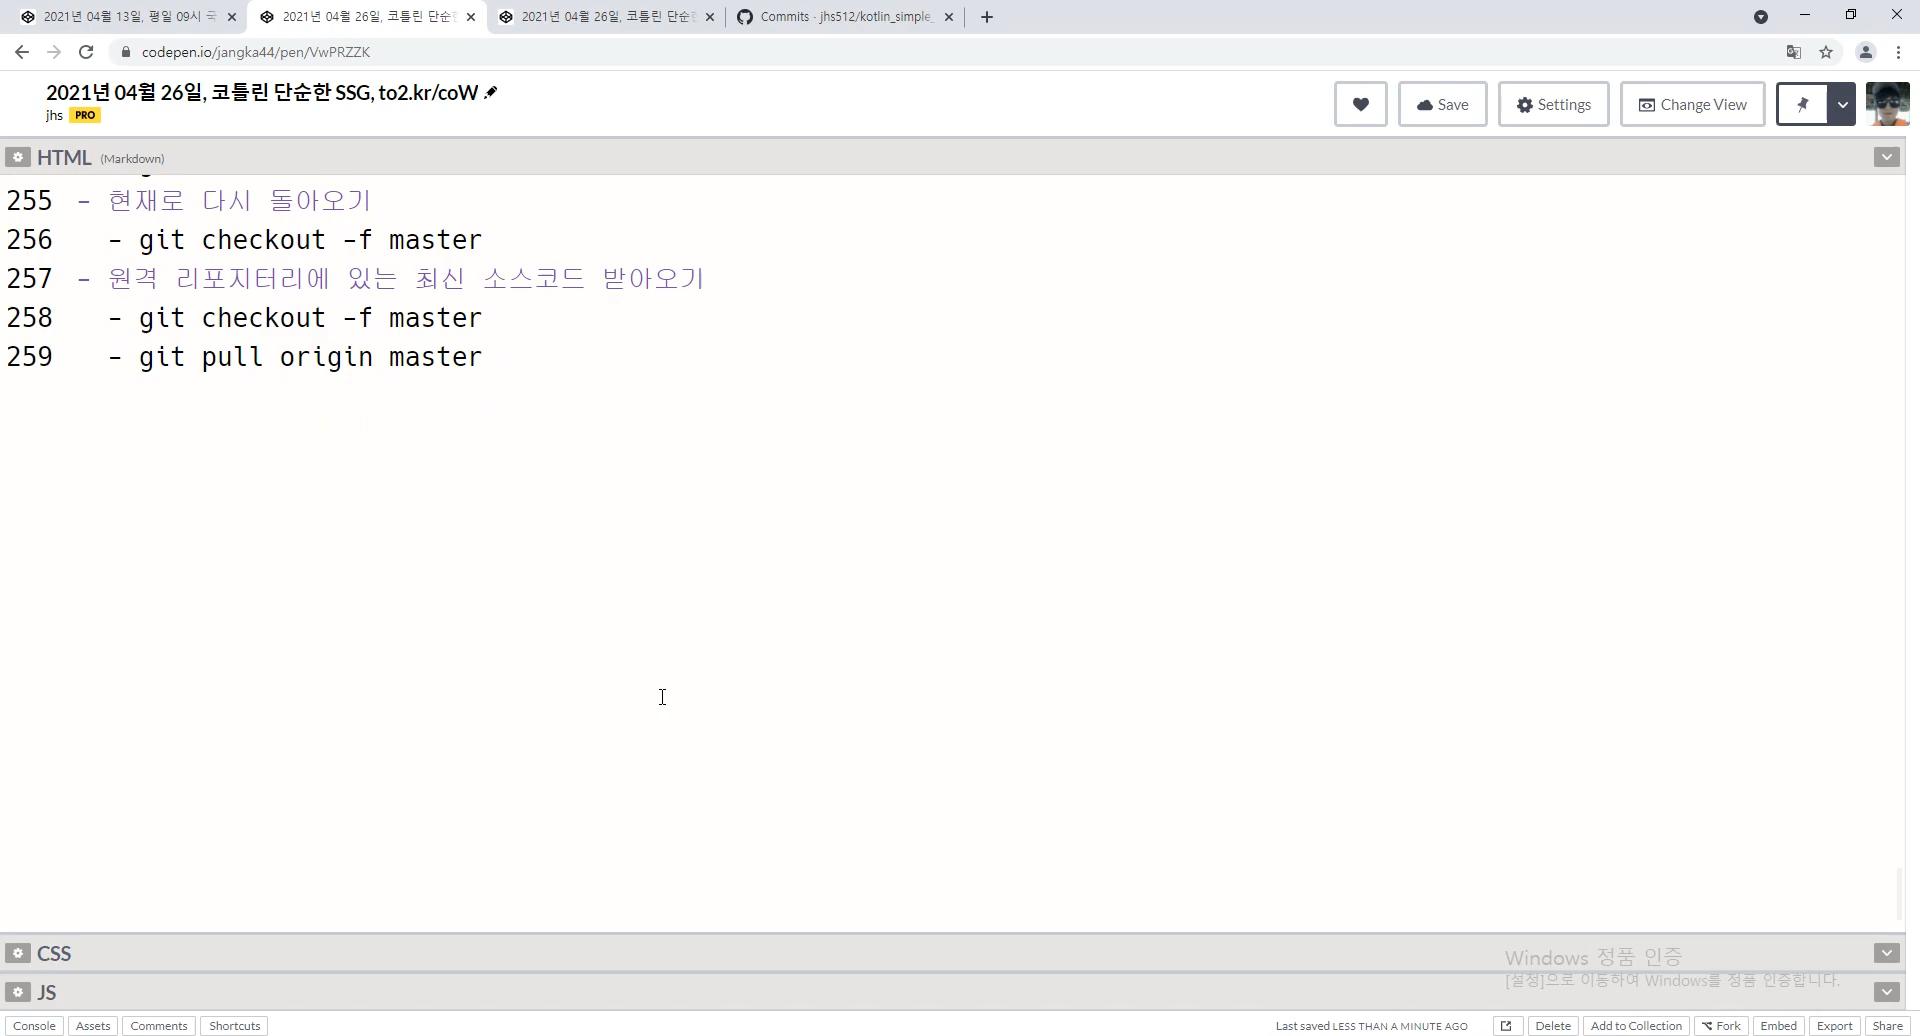 2021년 04월 13일, 평일 09시 국
2021년 04월 26일, 코틀린 단순한
2021년 04월 26일, 코틀린 단순한
Commits · jhs512/kotlin_simple_
codepen.io/jangka44/pen/VwPRZZK
2021년 04월 26일, 코틀린 단순한 SSG, to2.kr/coW
jhs PRO
Save
Settings
Change View
HTML (Markdown)
255 - 현재로 다시 돌아오기
256 - git checkout -f master
257 - 원격 리포지터리에 있는 최신 소스코드 받아오기
258 - git checkout -f master
259 - git pull origin master
CSS
Windows 정품 인증
[설정]으로 이동하여 Windows를 정품 인증합니다.
JS
Console Assets Comments Shortcuts
Last saved LESS THAN A MINUTE AGO
Delete Add to Collection Fork Embed Export Share